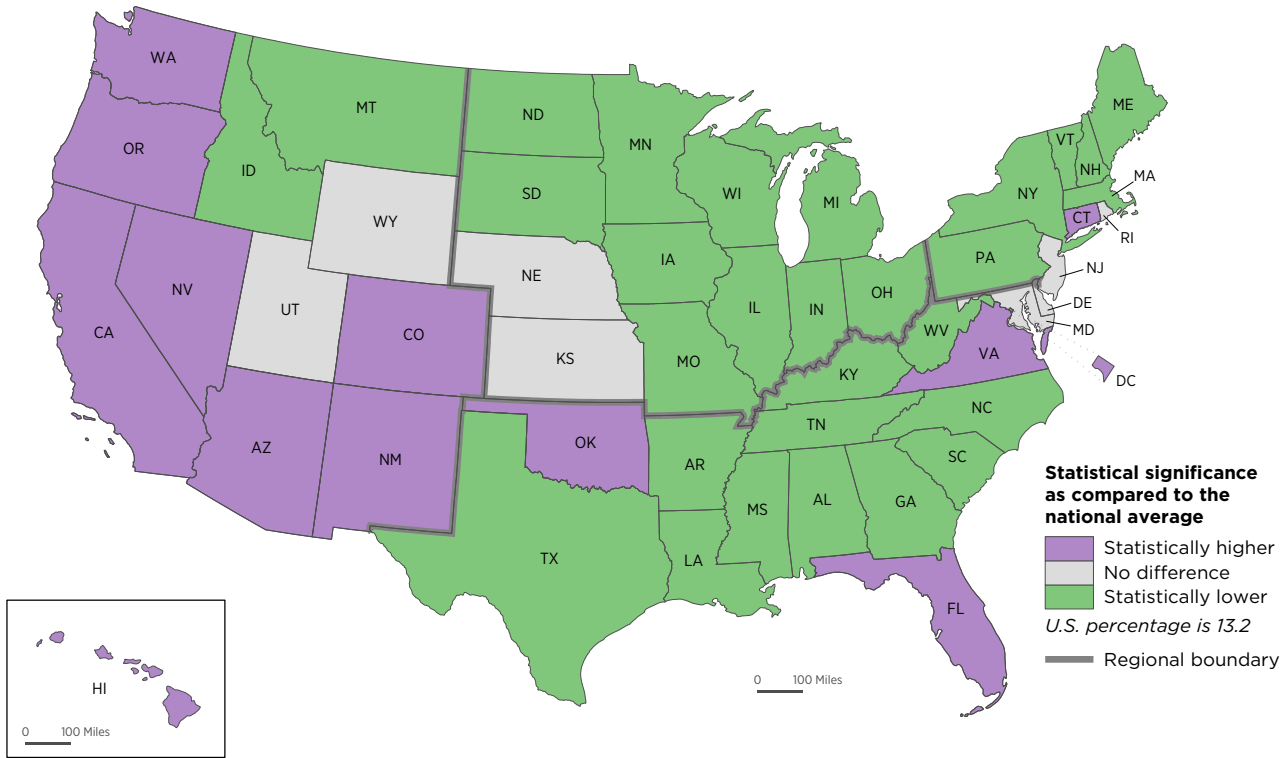 WA
MT
ND
MN
ME
OR
ID
SD
WI
MI
VT
NH
NY
MA
WY
CT
RI
NE
IA
PA
NJ
NV
UT
CO
IL
IN
OH
DE
MD
CA
KS
MO
WV
VA
KY
DC
AZ
NM
OK
AR
TN
NC
SC
MS
AL
GA
TX
LA
FL
HI
0 100 Miles
0 100 Miles
Statistical significance
as compared to the
national average
Statistically higher
No difference
Statistically lower
U.S. percentage is 13.2
Regional boundary